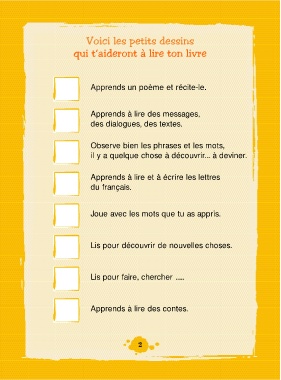 Voici les petits dessins
qui t'aideront à lire ton livre
Apprends un poème et récite-le.
Apprends à lire des messages,
des dialogues, des textes.
Observe bien les phrases et les mots,
il y a quelque chose à découvrir... à deviner.
Apprends à lire et à écrire les lettres
du français.
Joue avec les mots que tu as appris.
Lis pour découvrir de nouvelles choses.
Lis pour faire, chercher .....
Apprends à lire des contes.
2